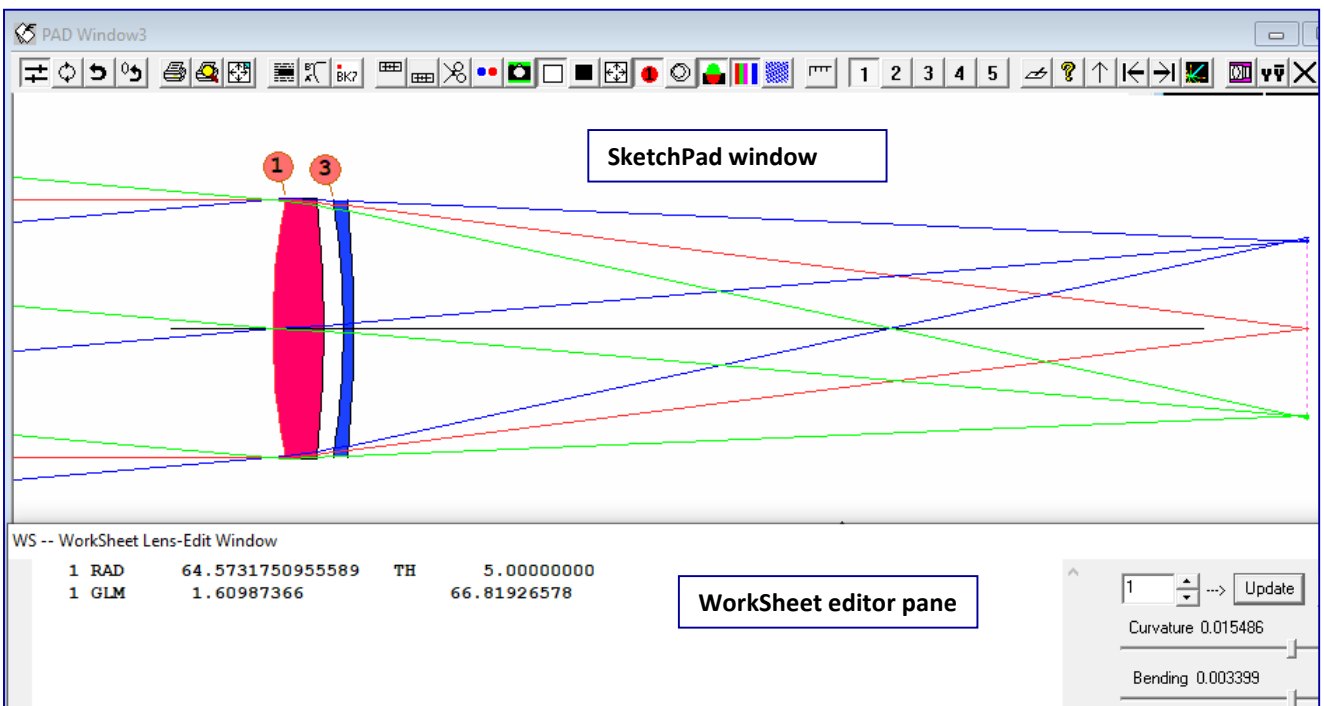 PAD Window3
BK7
1 2 3 4 5
SketchPad window
1
3
WS -- WorkSheet Lens-Edit Window
1 RAD 64.5731750955589 TH 5.00000000
1 GLM 1.60987366 66.81926578
WorkSheet editor pane
1 ---> Update
Curvature 0.015486
Bending 0.003399